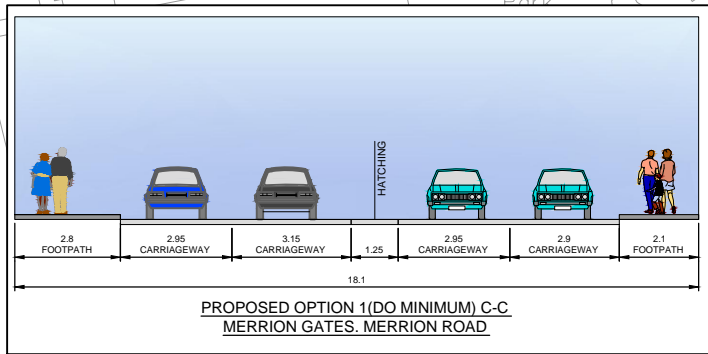 PARK
HATCHING
2.8
FOOTPATH
2.95
CARRIAGEWAY
3.15
CARRIAGEWAY
1.25
2.95
CARRIAGEWAY
2.9
CARRIAGEWAY
2.1
FOOTPATH
18.1
PROPOSED OPTION 1(DO MINIMUM) C-C
MERRION GATES. MERRION ROAD